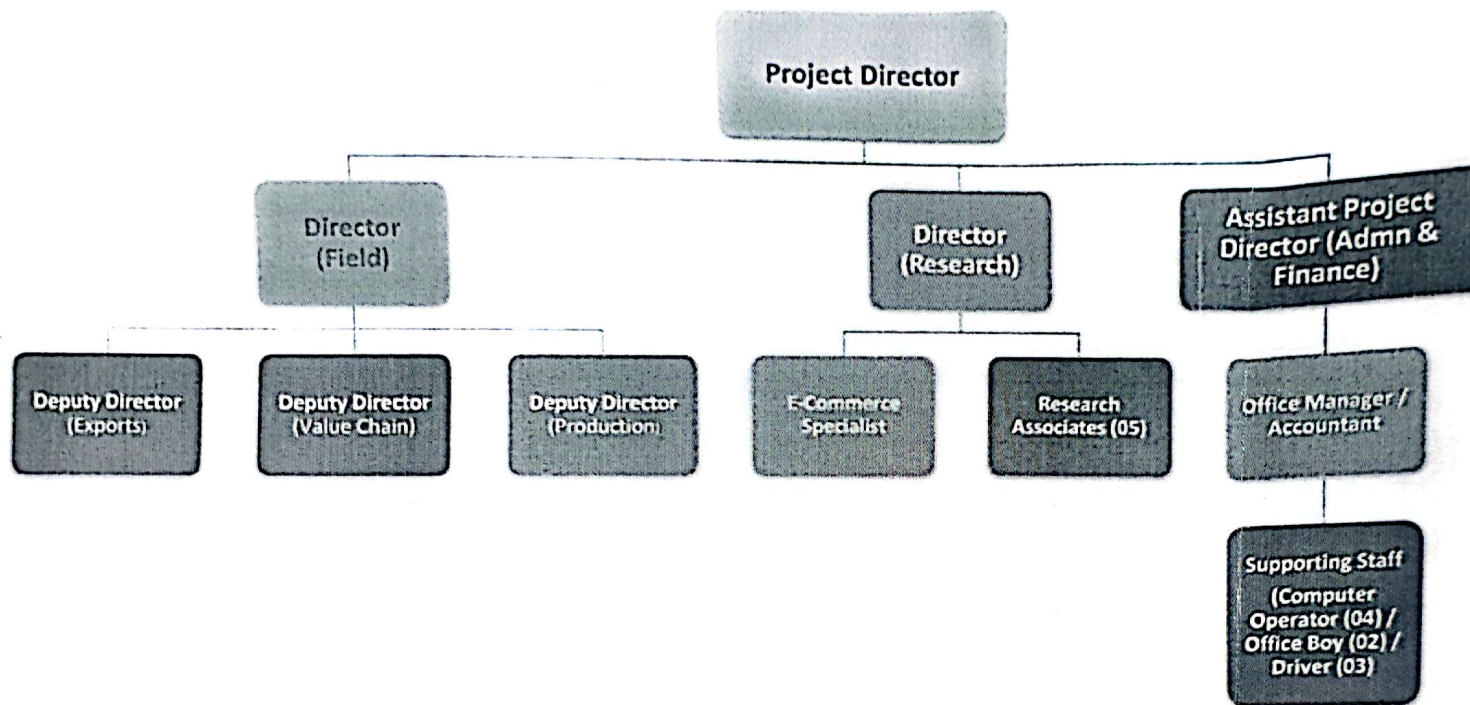 Project Director
Director
(Field)
Director
(Research)
Assistant Project
Director (Admn &
Finance)
Deputy Director
(Exports)
Deputy Director
(Value Chain)
Deputy Director
(Production)
E-Commerce
Specialist
Research
Associates (05)
Office Manager /
Accountant
Supporting Staff
(Computer
Operator (04) /
Office Boy (02) /
Driver (03)